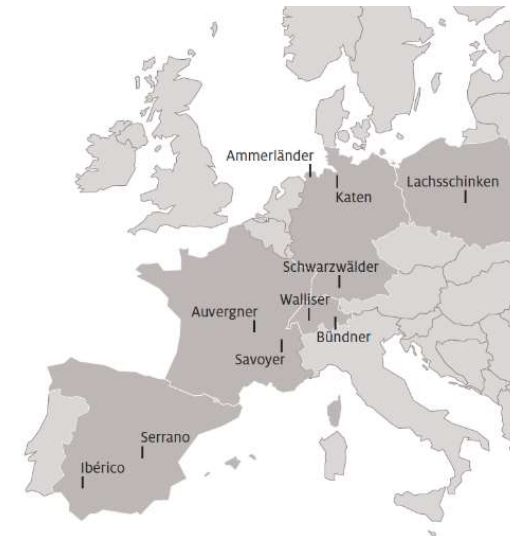 Ammerländer
Lachsschinken
Katen
Schwarzwälder
Walliser
Auvergner
Bündner
Savoyer
Serrano
Ibérico